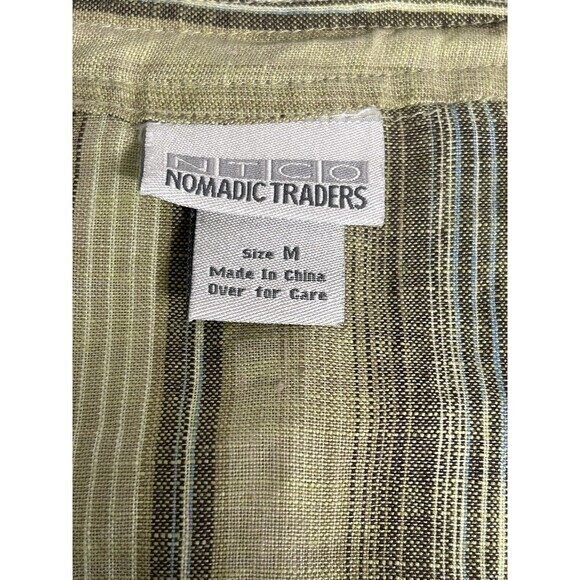 NTCO
NOMADIC TRADERS
Size M
Made In China
Over for Care